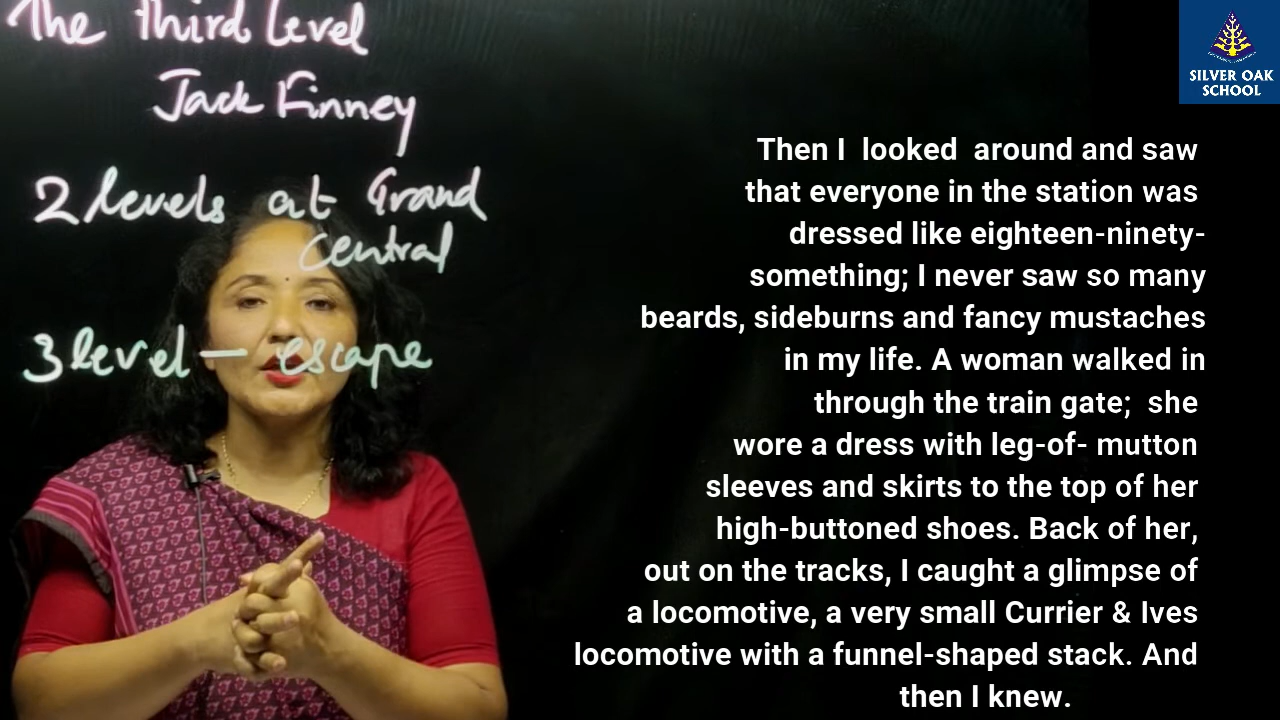 The third Level
Jack Finney
2 levels at Grand
Central
3 level – escape
SILVER OAK
SCHOOL
Then I looked around and saw
that everyone in the station was
dressed like eighteen-ninety-
something; I never saw so many
beards, sideburns and fancy mustaches
in my life. A woman walked in
through the train gate; she
wore a dress with leg-of- mutton
sleeves and skirts to the top of her
high-buttoned shoes. Back of her,
out on the tracks, I caught a glimpse of
a locomotive, a very small Currier & Ives
locomotive with a funnel-shaped stack. And
then I knew.